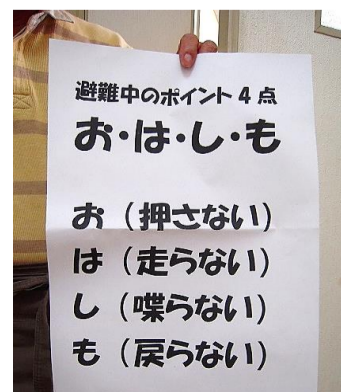 避難中のポイント4点
お・は・し・も
お（押さない）
は（走らない）
し（喋らない）
も（戻らない）